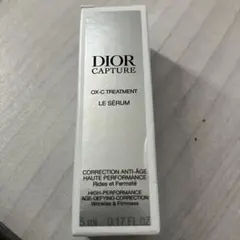 DIOR
CAPTURE
OX-C TREATMENT
LE SÉRUM
CORRECTION ANTI-ÂGE
HAUTE PERFORMANCE
Rides et Fermeté
HIGH-PERFORMANCE
AGE-DEFYING CORRECTION
Wrinkles & Firmness
5 ml 0.17 FL.OZ